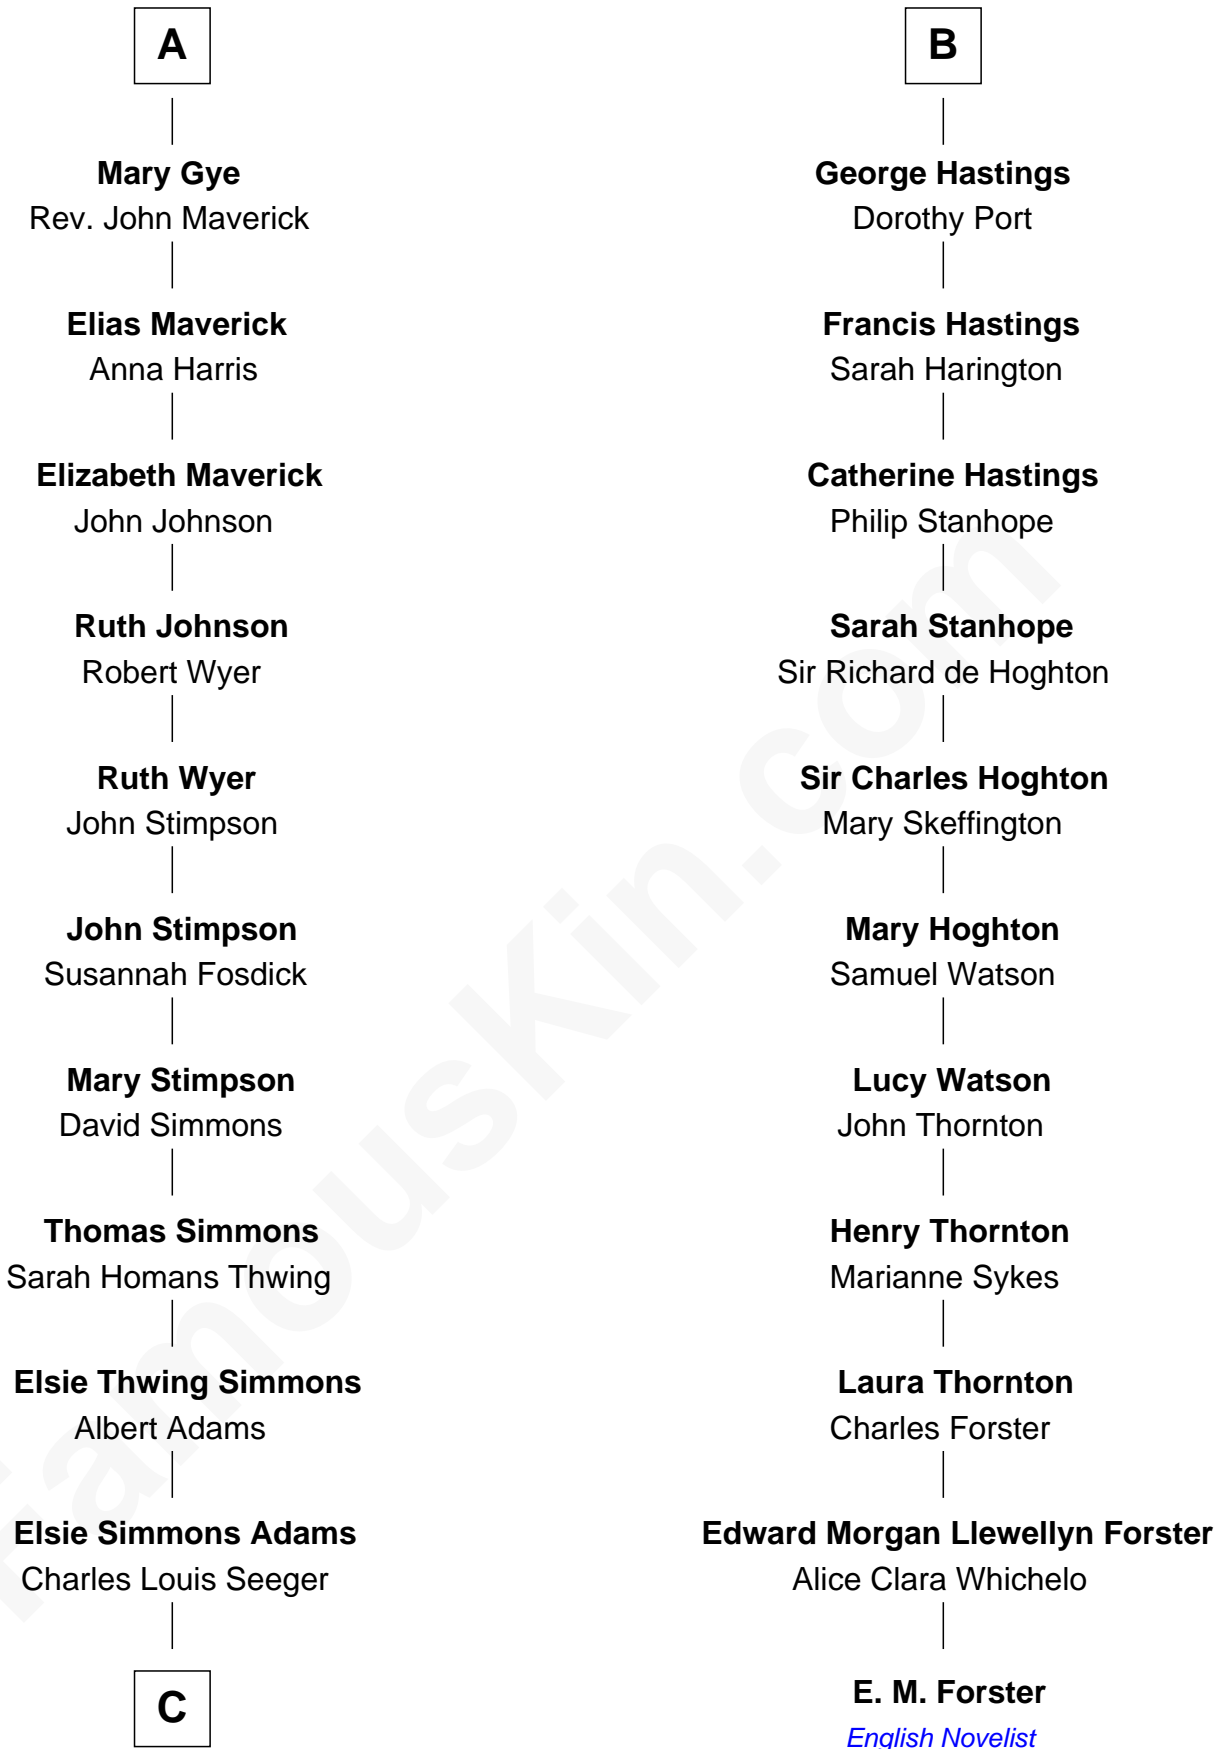 A
Mary Gye
Rev. John Maverick
Elias Maverick
Anna Harris
Elizabeth Maverick
John Johnson
Ruth Johnson
Robert Wyer
Ruth Wyer
John Stimpson
John Stimpson
Susannah Fosdick
Mary Stimpson
David Simmons
Thomas Simmons
Sarah Homans Thwing
Elsie Thwing Simmons
Albert Adams
Elsie Simmons Adams
Charles Louis Seeger
C
B
George Hastings
Dorothy Port
Francis Hastings
Sarah Harington
Catherine Hastings
Philip Stanhope
Sarah Stanhope
Sir Richard de Hoghton
Sir Charles Hoghton
Mary Skeffington
Mary Hoghton
Samuel Watson
Lucy Watson
John Thornton
Henry Thornton
Marianne Sykes
Laura Thornton
Charles Forster
Edward Morgan Llewellyn Forster
Alice Clara Whichelo
E. M. Forster
English Novelist
FamousKin.com